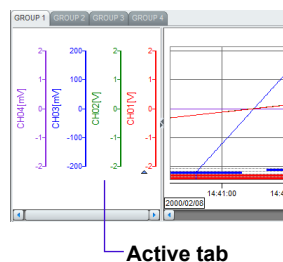 GROUP 1 GROUP 2 GROUP 3 GROUP 4
2 200 2 2
1 100 1 1
0 0 0 0
-1 -100 -1 -1
-2 -200 -2 -2
CH04[mV] CH03[mV] CH02[V] CH01[V]
14:41:00 14:4
2000/02/08
Active tab